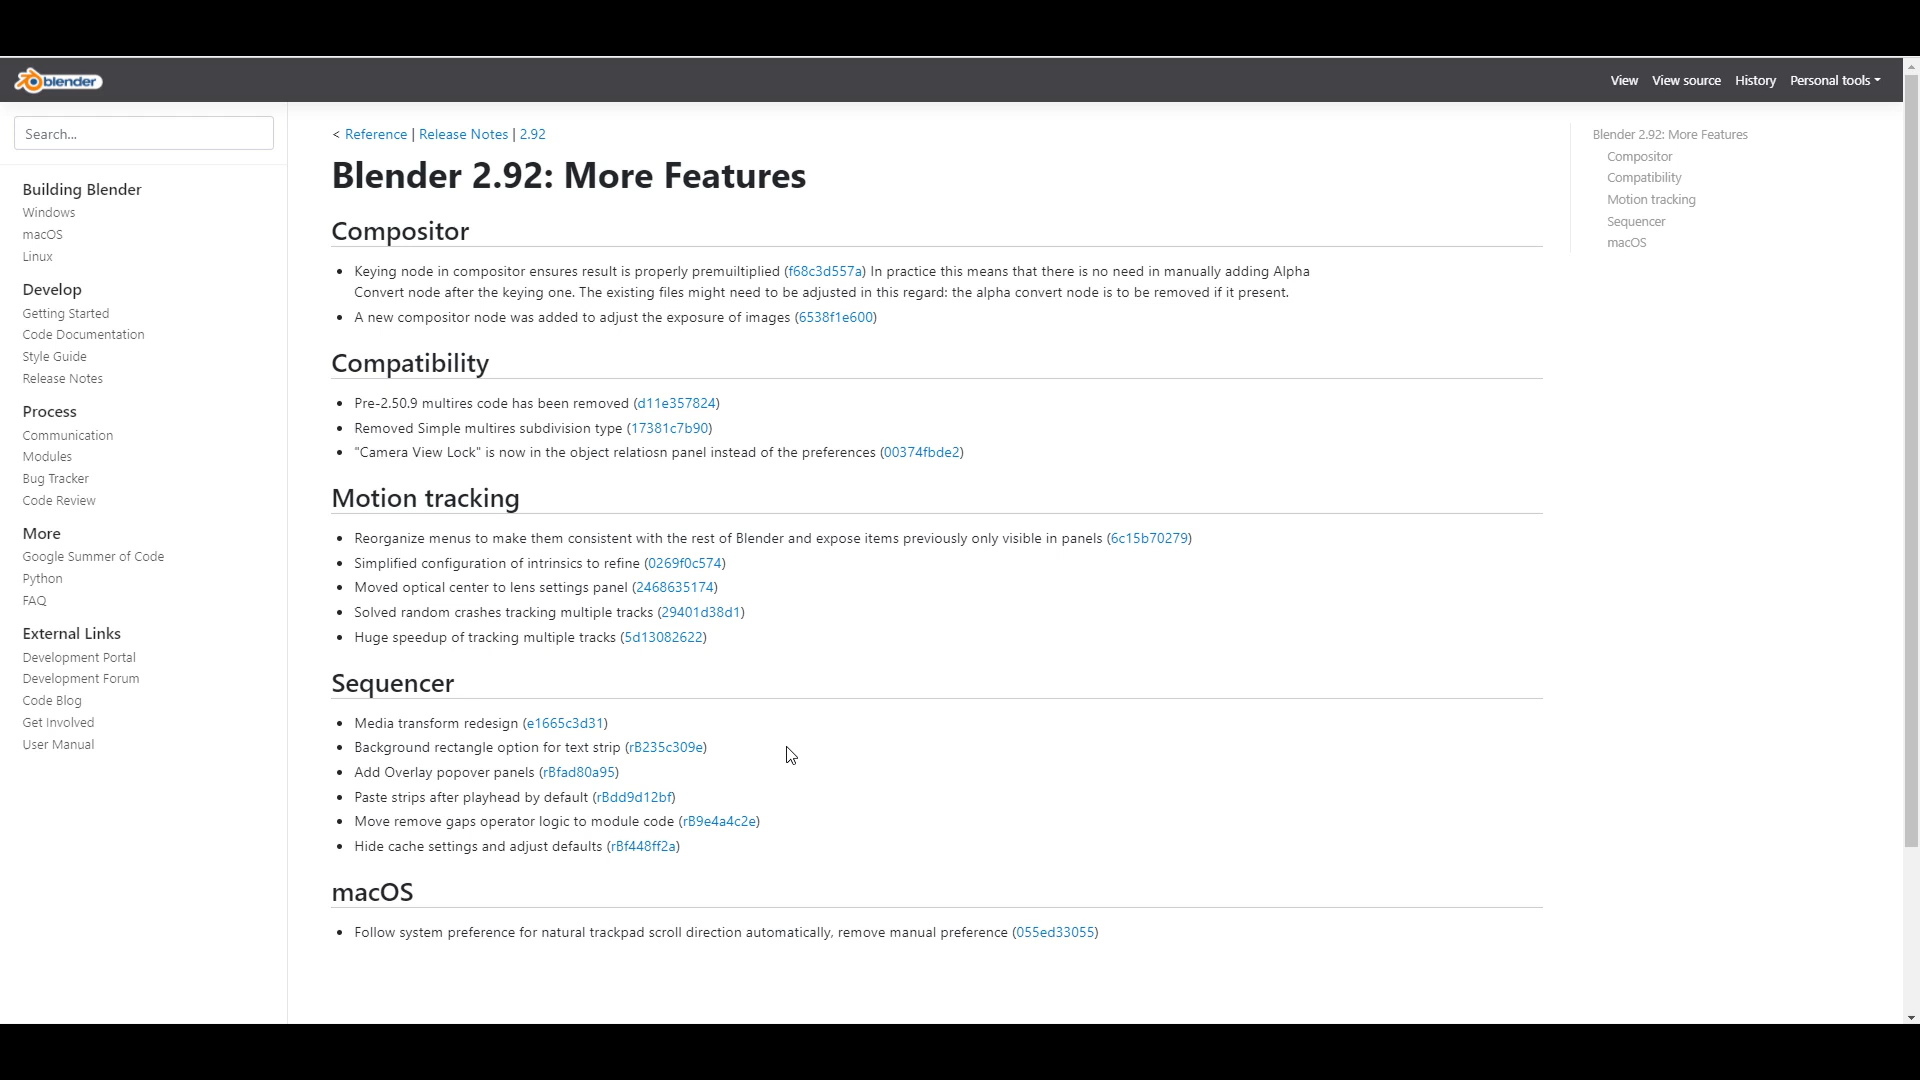 blender
View View source History Personal tools
Search...
Building Blender
Windows
macOS
Linux
Develop
Getting Started
Code Documentation
Style Guide
Release Notes
Process
Communication
Modules
Bug Tracker
Code Review
More
Google Summer of Code
Python
FAQ
External Links
Development Portal
Development Forum
Code Blog
Get Involved
User Manual
< Reference | Release Notes | 2.92
Blender 2.92: More Features
Compositor
• Keying node in compositor ensures result is properly premuiltiplied (f68c3d557a) In practice this means that there is no need in manually adding Alpha
Convert node after the keying one. The existing files might need to be adjusted in this regard: the alpha convert node is to be removed if it present.
• A new compositor node was added to adjust the exposure of images (6538f1e600)
Compatibility
• Pre-2.50.9 multires code has been removed (d11e357824)
• Removed Simple multires subdivision type (17381c7b90)
• "Camera View Lock" is now in the object relatiosn panel instead of the preferences (00374fbde2)
Motion tracking
• Reorganize menus to make them consistent with the rest of Blender and expose items previously only visible in panels (6c15b70279)
• Simplified configuration of intrinsics to refine (0269f0c574)
• Moved optical center to lens settings panel (2468635174)
• Solved random crashes tracking multiple tracks (29401d38d1)
• Huge speedup of tracking multiple tracks (5d13082622)
Sequencer
• Media transform redesign (e1665c3d31)
• Background rectangle option for text strip (rB235c309e)
• Add Overlay popover panels (rBfad80a95)
• Paste strips after playhead by default (rBdd9d12bf)
• Move remove gaps operator logic to module code (rB9e4a4c2e)
• Hide cache settings and adjust defaults (rBf448ff2a)
macOS
• Follow system preference for natural trackpad scroll direction automatically, remove manual preference (055ed33055)
Blender 2.92: More Features
Compositor
Compatibility
Motion tracking
Sequencer
macOS